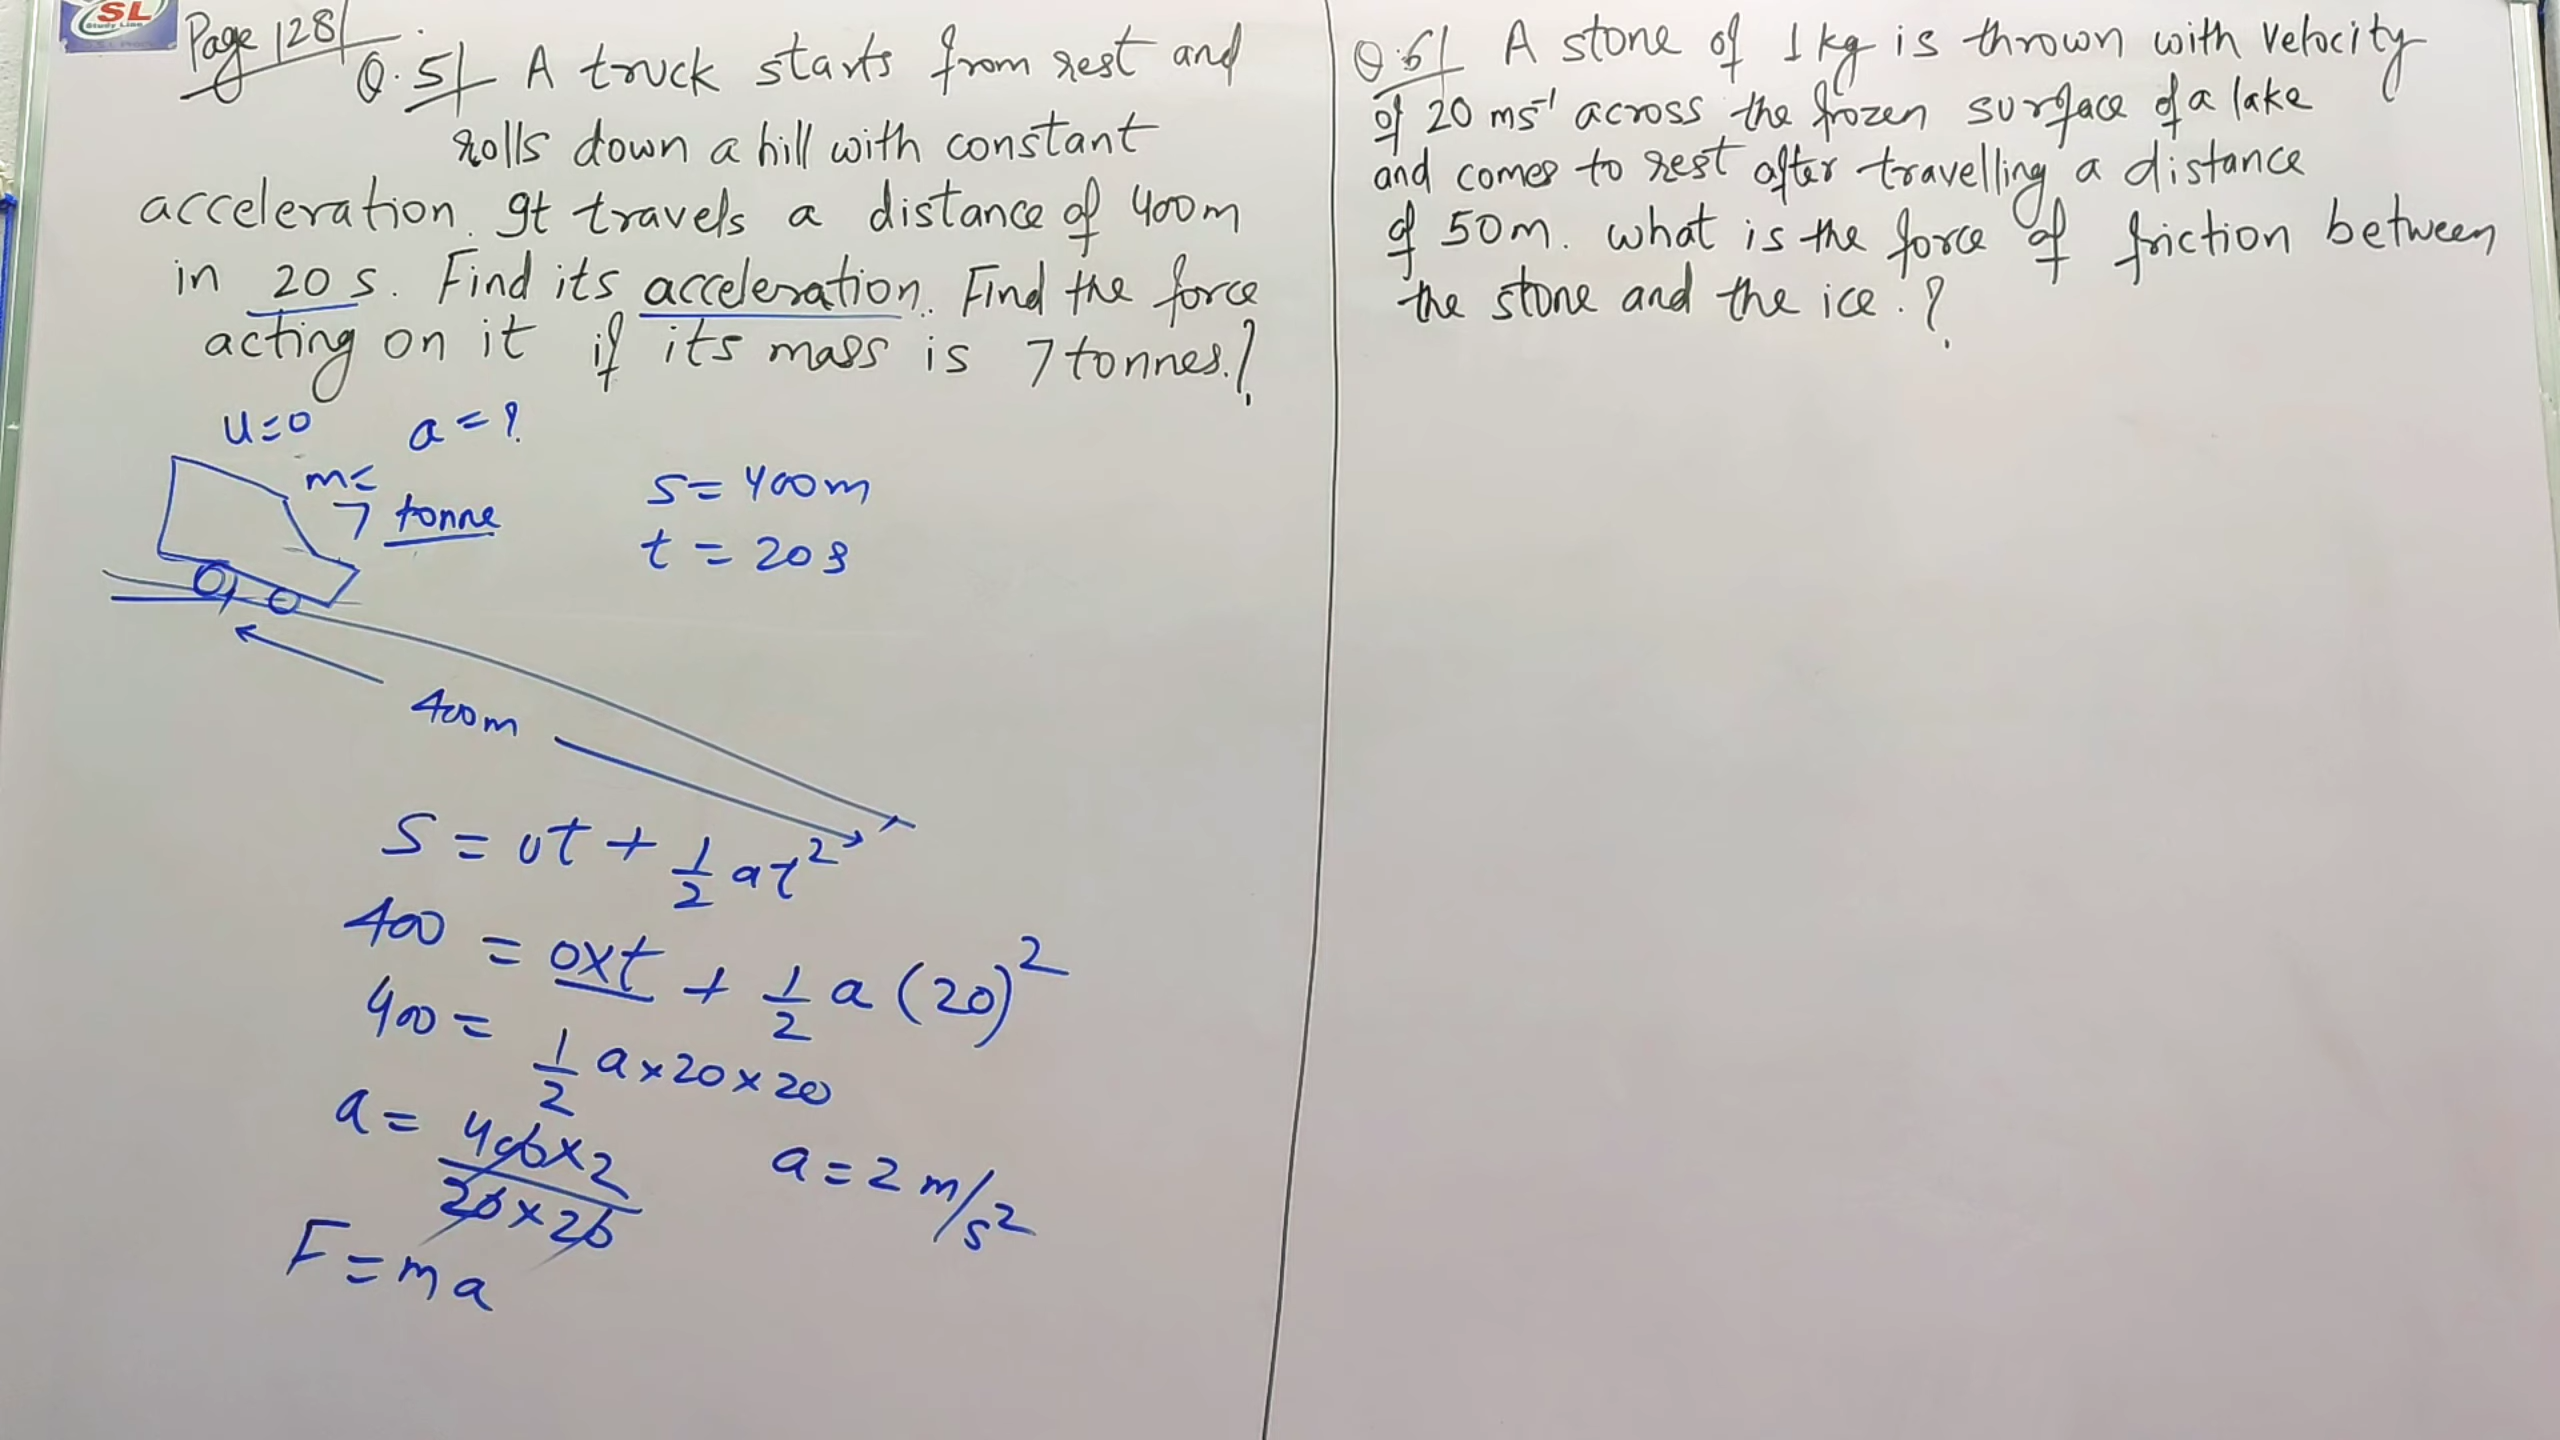 SL
Study Line
Page 128/
Q.5/ A truck starts from rest and
rolls down a hill with constant
acceleration. It travels a distance of 400m
in 20 s. Find its acceleration. Find the force
acting on it if its mass is 7 tonnes.?
u=0 a=?
m=
7 tonne
s=400m
t=20s
400m
S = ut + 1/2 at²
400 = 0×t + 1/2 a (20)²
400 = 1/2 a×20×20
a = 400×2/20×20 a=2 m/s²
F=ma
Q.6/ A stone of 1 kg is thrown with velocity
of 20 ms⁻¹ across the frozen surface of a lake
and comes to rest after travelling a distance
of 50m. what is the force of friction between
the stone and the ice.?